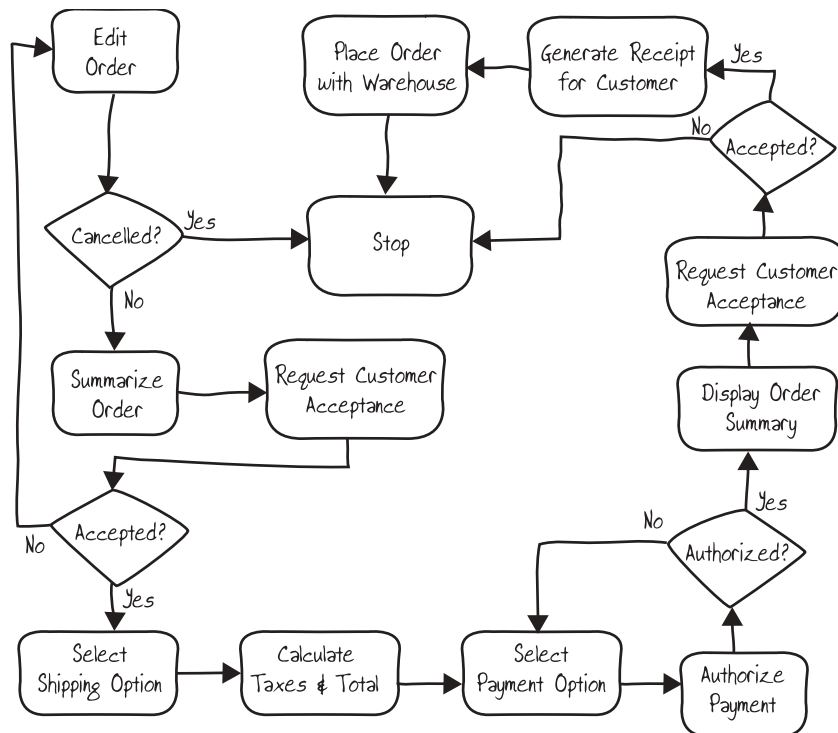 Edit
Order
Place Order
with Warehouse
Generate Receipt
for Customer
Yes
No
Accepted?
Cancelled?
Yes
Stop
Request Customer
Acceptance
No
Summarize
Order
Request Customer
Acceptance
Display Order
Summary
Accepted?
No
Yes
No
Yes
Authorized?
Select
Shipping Option
Calculate
Taxes & Total
Select
Payment Option
Authorize
Payment